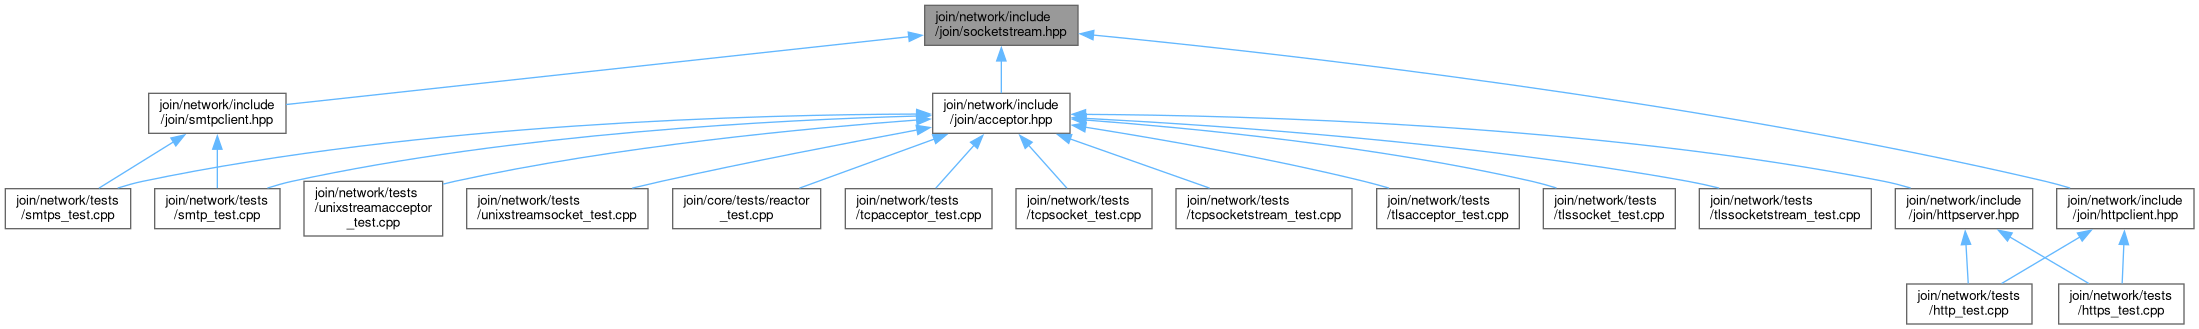 join/network/include
/join/socketstream.hpp
join/network/include
/join/smtpclient.hpp
join/network/include
/join/acceptor.hpp
join/network/tests
/smtps_test.cpp
join/network/tests
/smtp_test.cpp
join/network/tests
/unixstreamacceptor
_test.cpp
join/network/tests
/unixstreamsocket_test.cpp
join/core/tests/reactor
_test.cpp
join/network/tests
/tcpacceptor_test.cpp
join/network/tests
/tcpsocket_test.cpp
join/network/tests
/tcpsocketstream_test.cpp
join/network/tests
/tlsacceptor_test.cpp
join/network/tests
/tlssocket_test.cpp
join/network/tests
/tlssocketstream_test.cpp
join/network/include
/join/httpserver.hpp
join/network/include
/join/httpclient.hpp
join/network/tests
/http_test.cpp
join/network/tests
/https_test.cpp